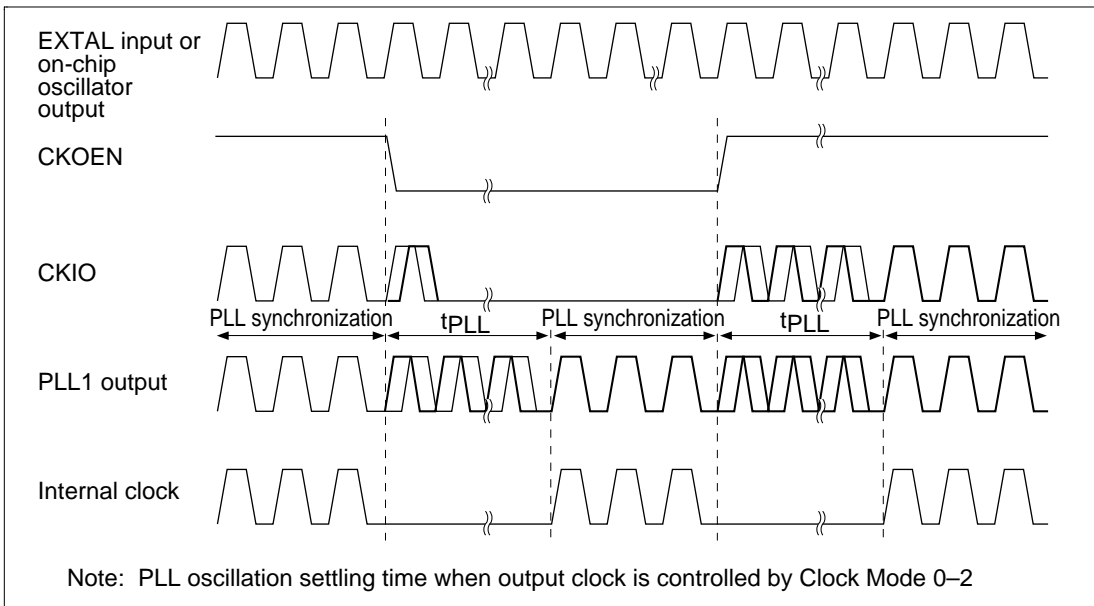 EXTAL input or
on-chip
oscillator
output
CKOEN
CKIO
PLL synchronization tPLL PLL synchronization tPLL PLL synchronization
PLL1 output
Internal clock
Note: PLL oscillation settling time when output clock is controlled by Clock Mode 0–2